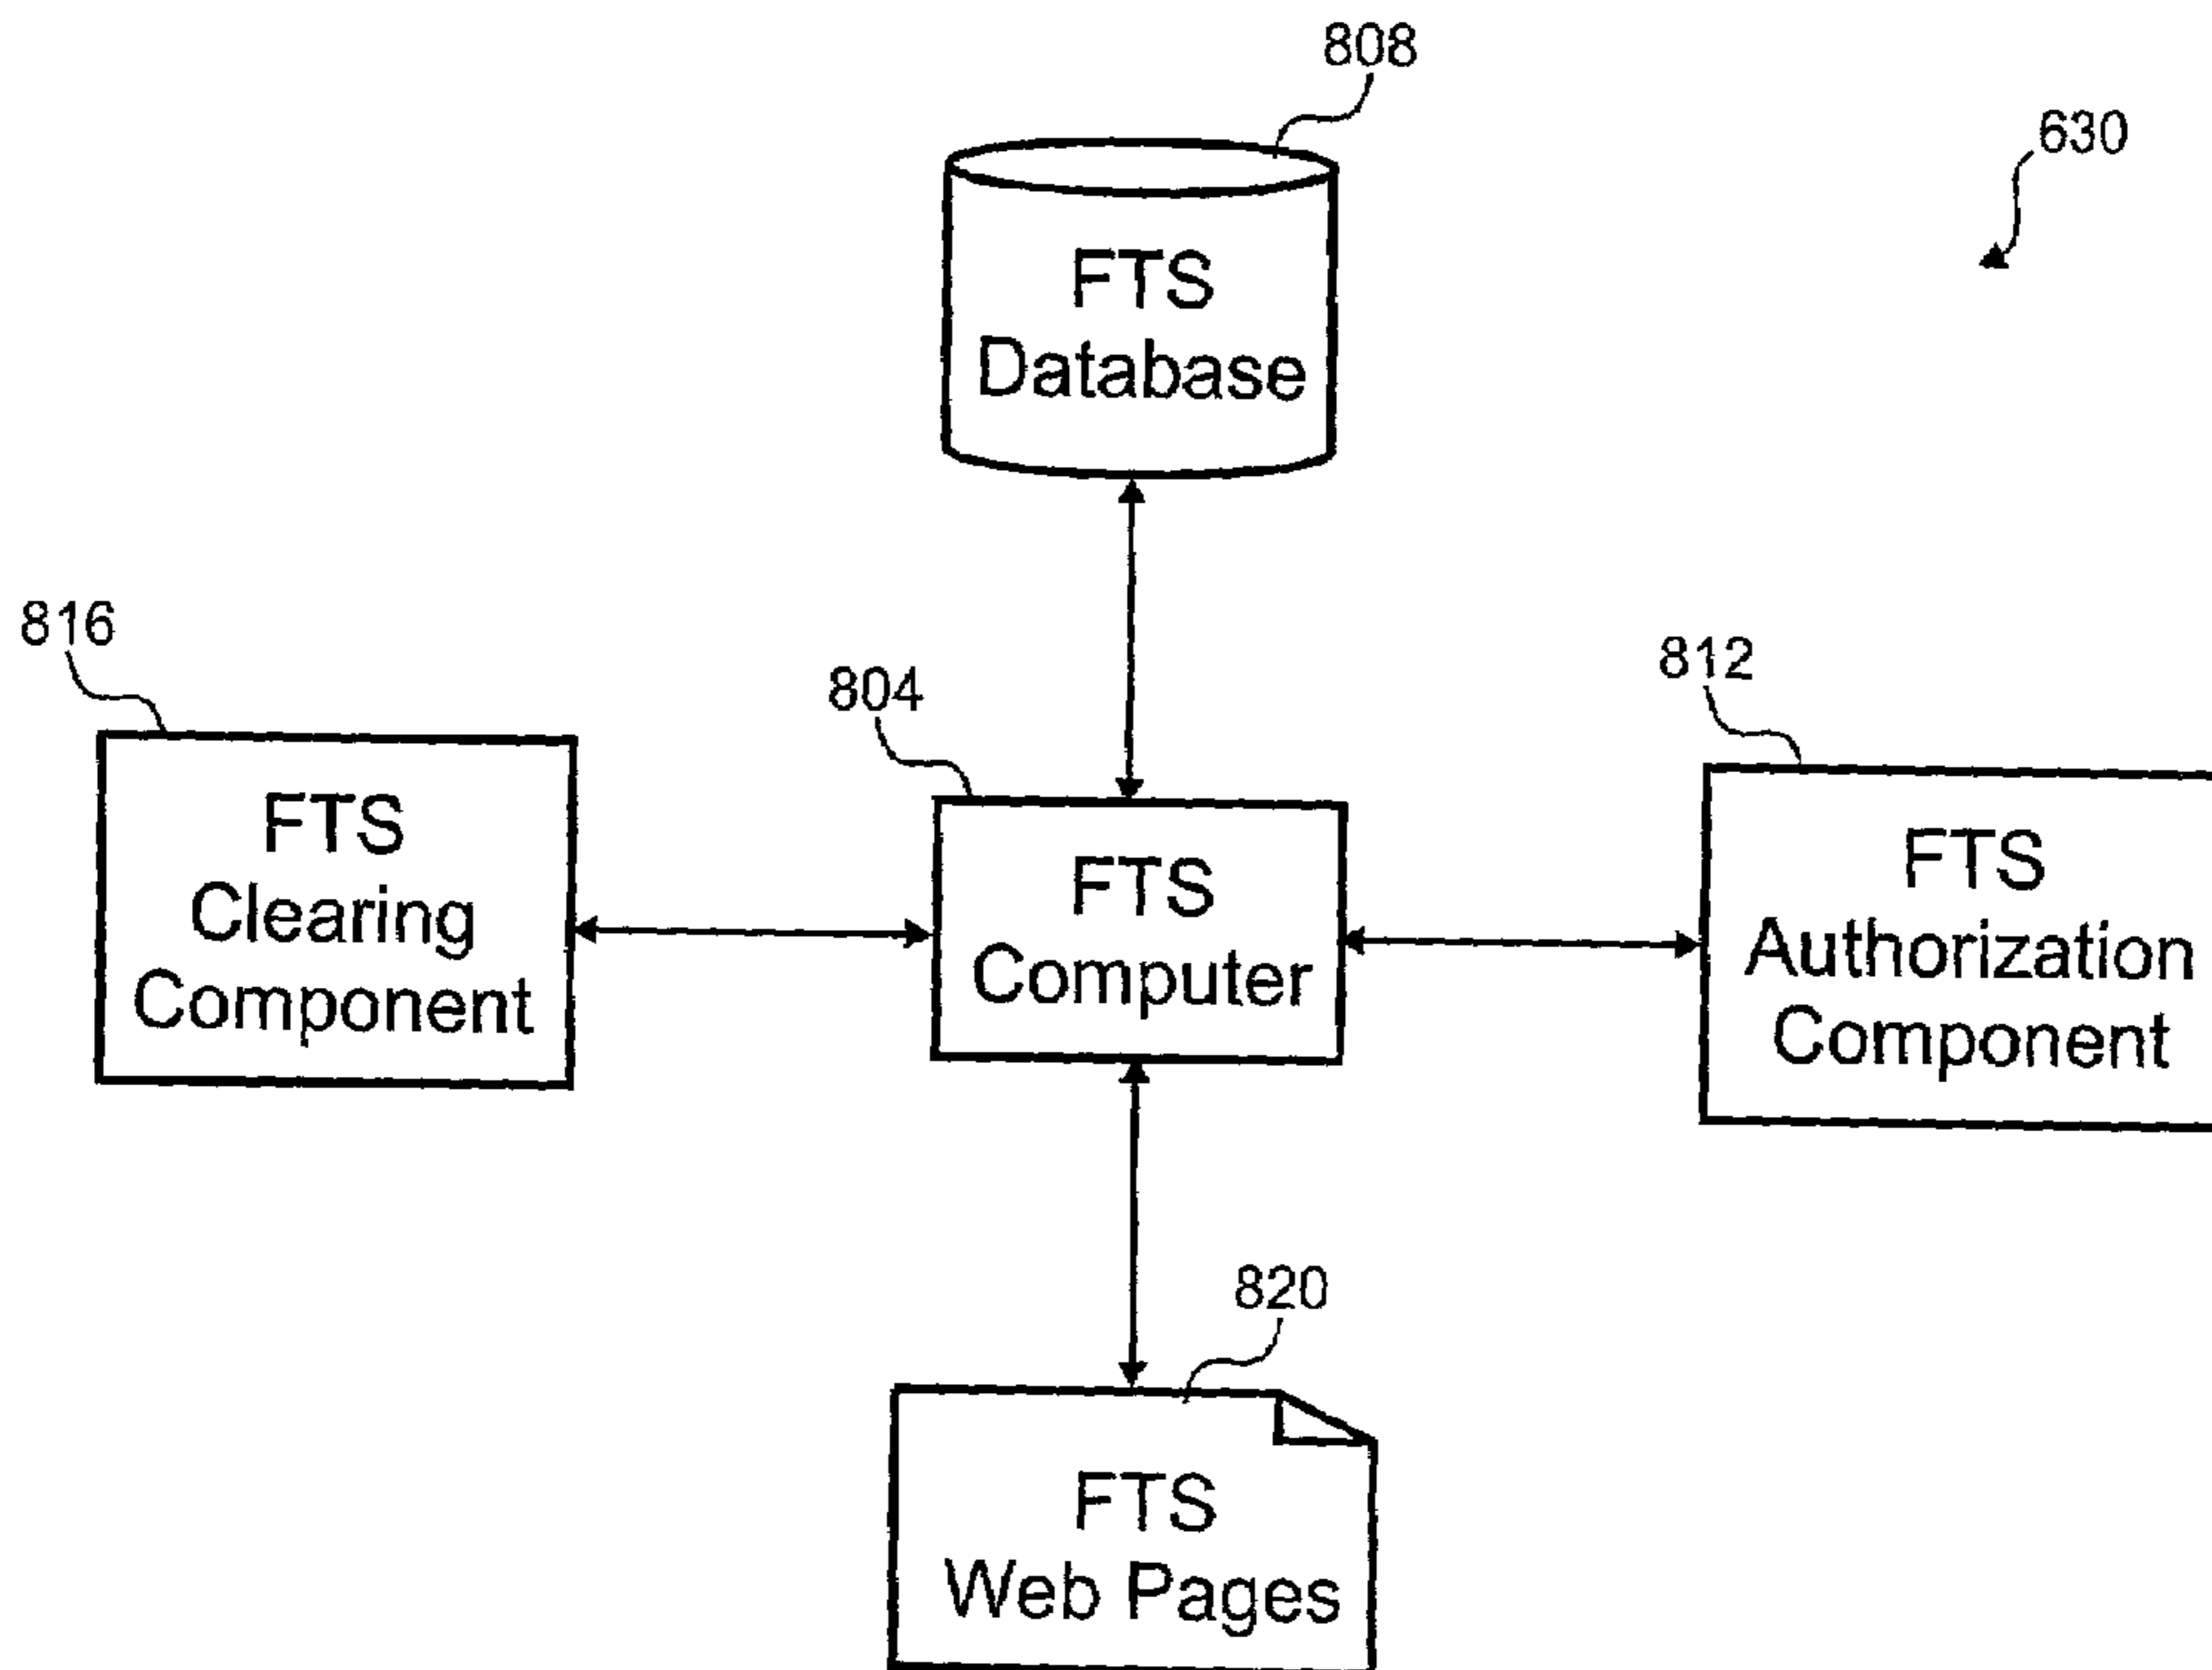 808
630
FTS
Database
816
804
812
FTS
Clearing
Component
FTS
Computer
FTS
Authorization
Component
820
FTS
Web Pages